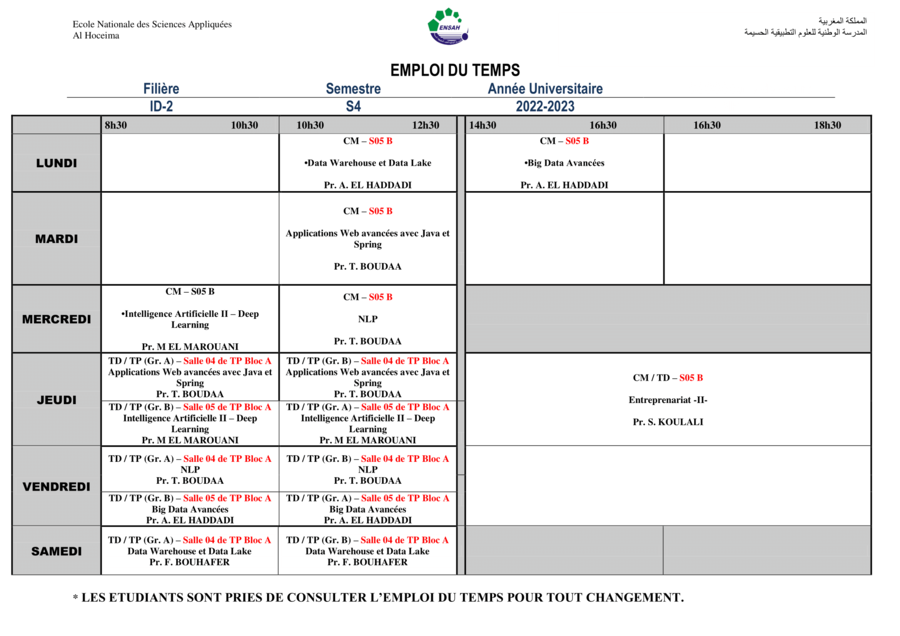 Ecole Nationale des Sciences Appliquées
Al Hoceima
ENSAH
المملكة المغربية
المدرسة الوطنية للعلوم التطبيقية الحسيمة
EMPLOI DU TEMPS
Filière Semestre Année Universitaire
ID-2 S4 2022-2023
8h30 10h30 10h30 12h30 14h30 16h30 16h30 18h30
LUNDI
CM – S05 B
•Data Warehouse et Data Lake
Pr. A. EL HADDADI
CM – S05 B
•Big Data Avancées
Pr. A. EL HADDADI
MARDI
CM – S05 B
Applications Web avancées avec Java et
Spring
Pr. T. BOUDAA
MERCREDI
CM – S05 B
•Intelligence Artificielle II – Deep
Learning
Pr. M EL MAROUANI
CM – S05 B
NLP
Pr. T. BOUDAA
JEUDI
TD / TP (Gr. A) – Salle 04 de TP Bloc A
Applications Web avancées avec Java et
Spring
Pr. T. BOUDAA
TD / TP (Gr. B) – Salle 04 de TP Bloc A
Applications Web avancées avec Java et
Spring
Pr. T. BOUDAA
TD / TP (Gr. B) – Salle 05 de TP Bloc A
Intelligence Artificielle II – Deep
Learning
Pr. M EL MAROUANI
TD / TP (Gr. A) – Salle 05 de TP Bloc A
Intelligence Artificielle II – Deep
Learning
Pr. M EL MAROUANI
CM / TD – S05 B
Entreprenariat -II-
Pr. S. KOULALI
VENDREDI
TD / TP (Gr. A) – Salle 04 de TP Bloc A
NLP
Pr. T. BOUDAA
TD / TP (Gr. B) – Salle 04 de TP Bloc A
NLP
Pr. T. BOUDAA
TD / TP (Gr. B) – Salle 05 de TP Bloc A
Big Data Avancées
Pr. A. EL HADDADI
TD / TP (Gr. A) – Salle 05 de TP Bloc A
Big Data Avancées
Pr. A. EL HADDADI
SAMEDI
TD / TP (Gr. A) – Salle 04 de TP Bloc A
Data Warehouse et Data Lake
Pr. F. BOUHAFER
TD / TP (Gr. B) – Salle 04 de TP Bloc A
Data Warehouse et Data Lake
Pr. F. BOUHAFER
* LES ETUDIANTS SONT PRIES DE CONSULTER L’EMPLOI DU TEMPS POUR TOUT CHANGEMENT.